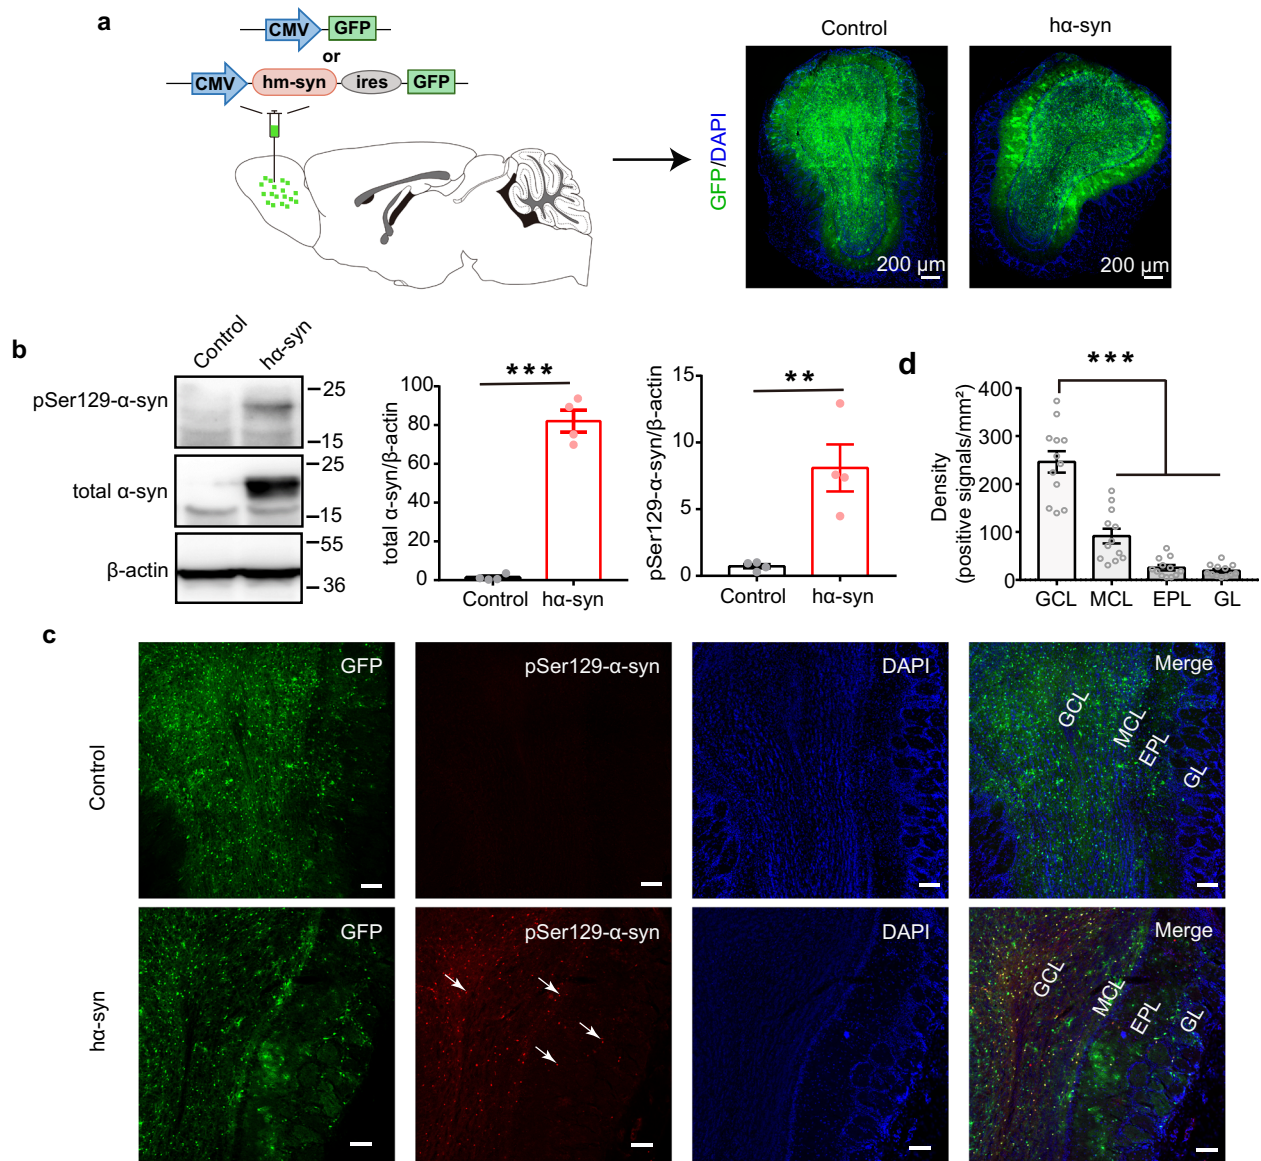 a
CMV GFP
or
CMV hm-syn ires GFP
Control
hα-syn
GFP/DAPI
200 µm
200 µm
b
Control
hα-syn
pSer129-α-syn
25
15
total α-syn
25
15
β-actin
55
36
total α-syn/β-actin
100
80
60
40
20
0
***
Control
hα-syn
pSer129-α-syn/β-actin
15
10
5
0
**
Control
hα-syn
d
Density
(positive signals/mm²)
400
300
200
100
0
***
GCL
MCL
EPL
GL
c
Control
GFP
pSer129-α-syn
DAPI
Merge
GCL
MCL
EPL
GL
hα-syn
GFP
pSer129-α-syn
DAPI
Merge
GCL
MCL
EPL
GL